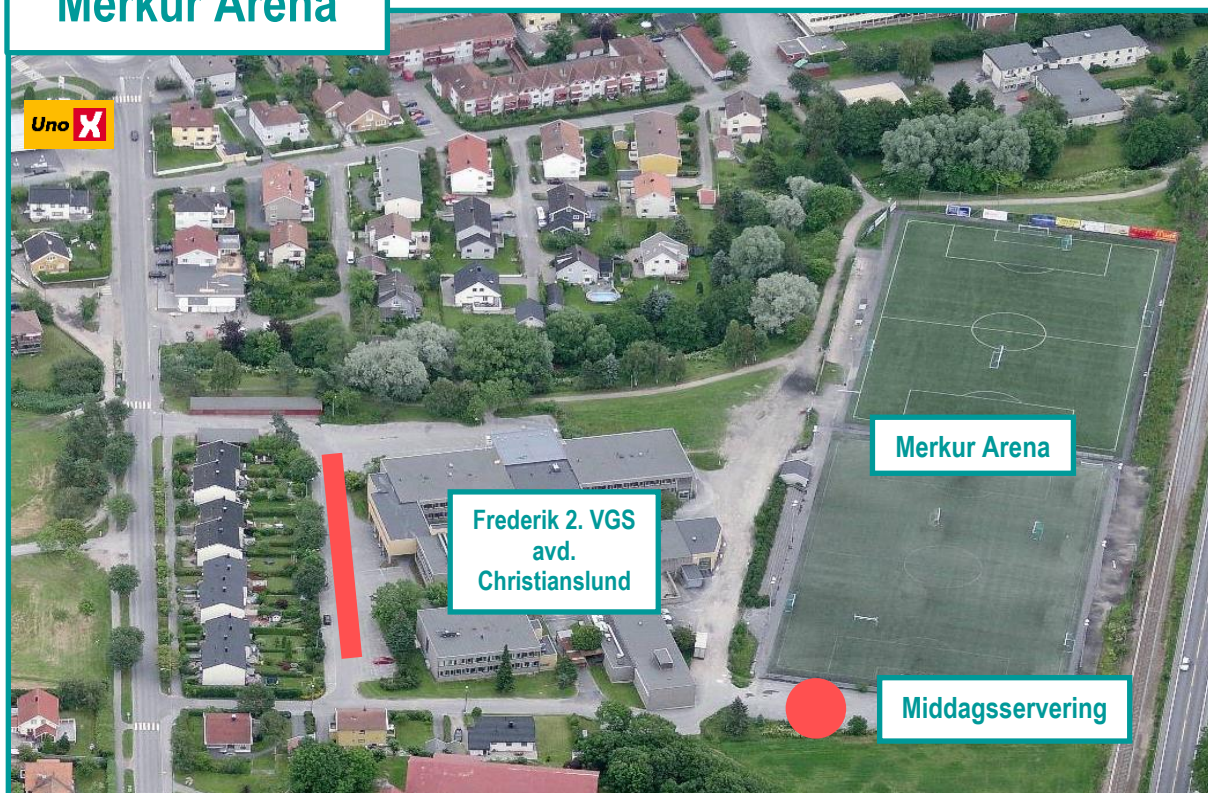 Merkur Arena
Uno X
Merkur Arena
Frederik 2. VGS
avd.
Christianslund
Middagsservering